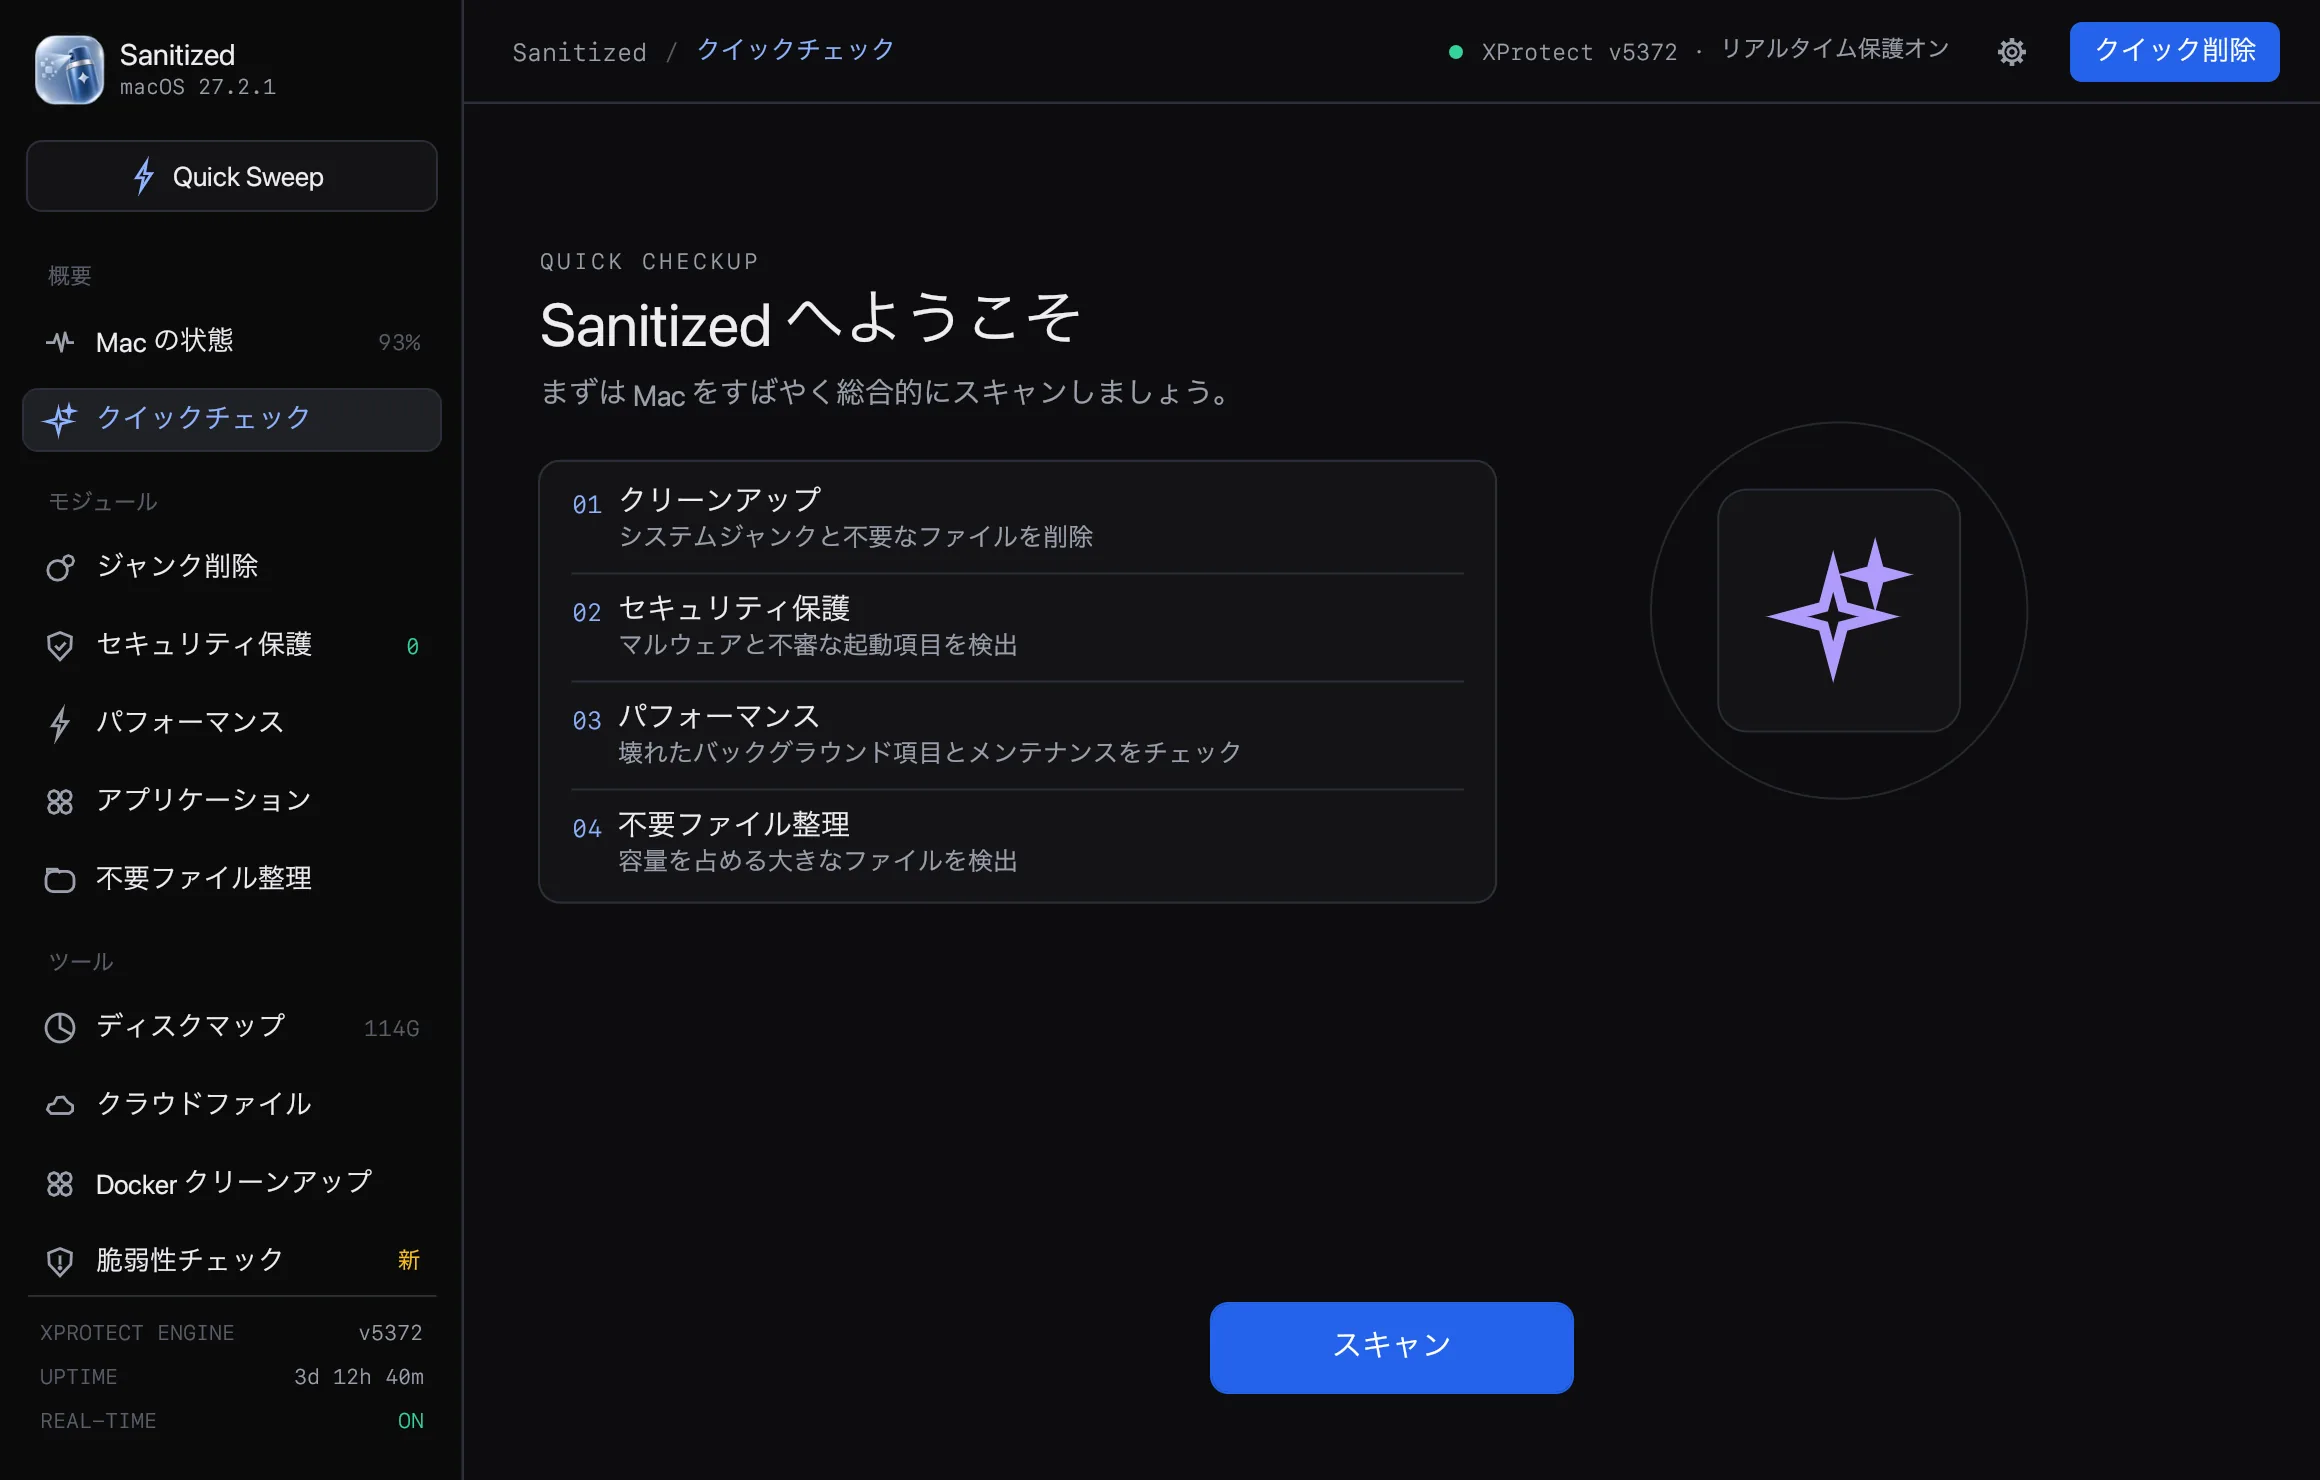 Sanitized
macOS 27.2.1
Quick Sweep
概要
Mac の状態 93%
クイックチェック
モジュール
ジャンク削除
セキュリティ保護 0
パフォーマンス
アプリケーション
不要ファイル整理
ツール
ディスクマップ 114G
クラウドファイル
Docker クリーンアップ
脆弱性チェック 新
XPROTECT ENGINE v5372
UPTIME 3d 12h 40m
REAL-TIME ON
Sanitized / クイックチェック
XProtect v5372 · リアルタイム保護オン
クイック削除
QUICK CHECKUP
Sanitized へようこそ
まずは Mac をすばやく総合的にスキャンしましょう。
01 クリーンアップ
システムジャンクと不要なファイルを削除
02 セキュリティ保護
マルウェアと不審な起動項目を検出
03 パフォーマンス
壊れたバックグラウンド項目とメンテナンスをチェック
04 不要ファイル整理
容量を占める大きなファイルを検出
スキャン